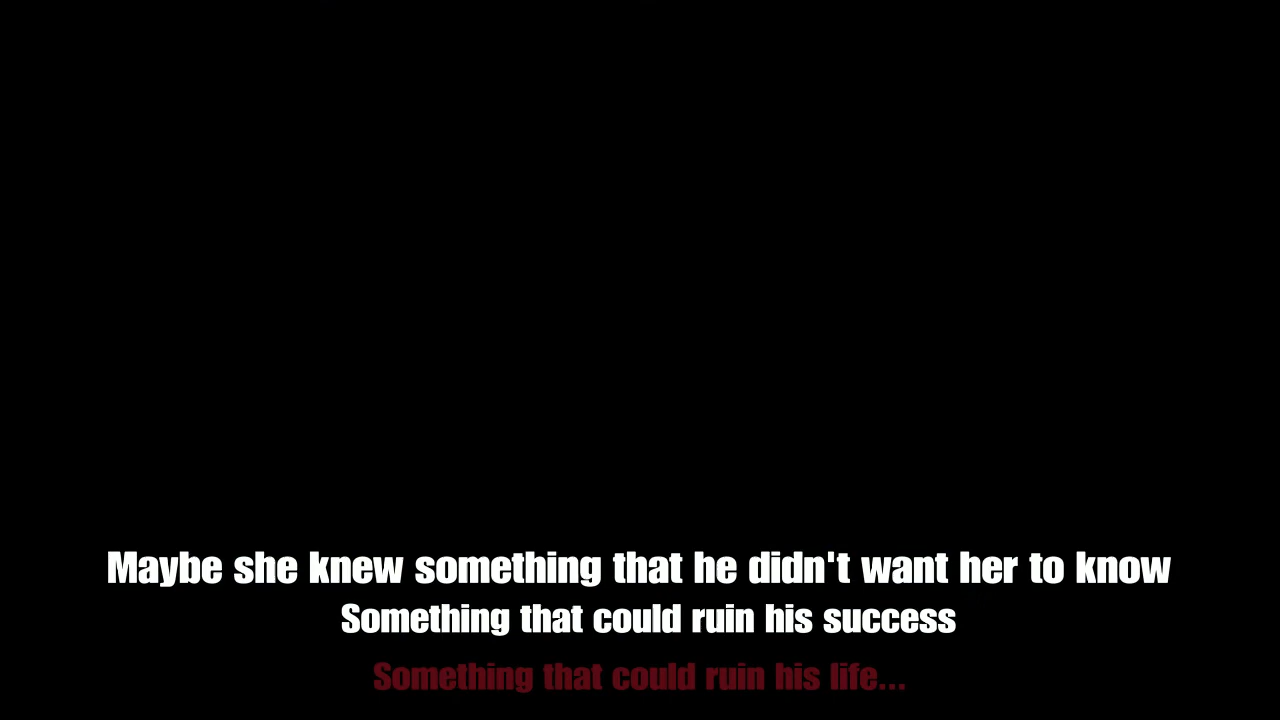 Maybe she knew something that he didn't want her to know
Something that could ruin his success
Something that could ruin his life...